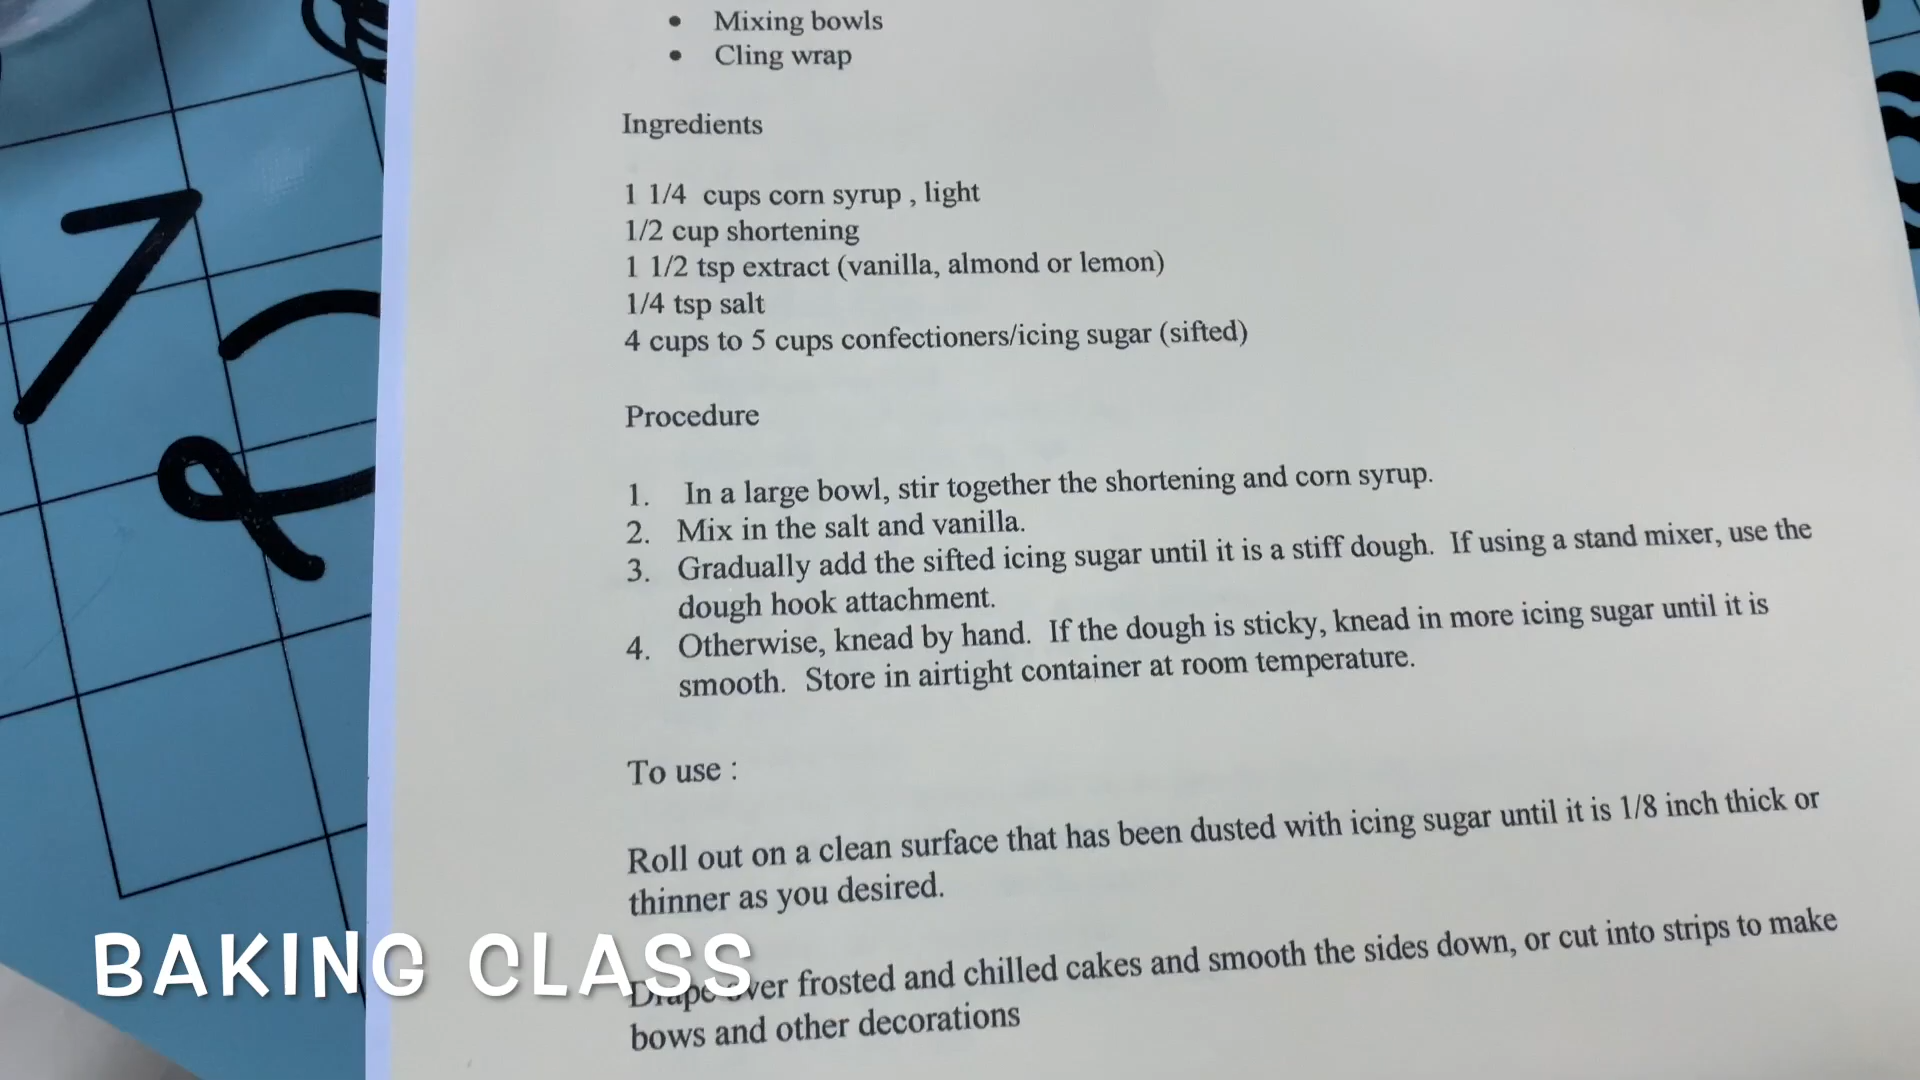 • Mixing bowls
• Cling wrap
Ingredients
1 1/4 cups corn syrup , light
1/2 cup shortening
1 1/2 tsp extract (vanilla, almond or lemon)
1/4 tsp salt
4 cups to 5 cups confectioners/icing sugar (sifted)
Procedure
1. In a large bowl, stir together the shortening and corn syrup.
2. Mix in the salt and vanilla.
3. Gradually add the sifted icing sugar until it is a stiff dough. If using a stand mixer, use the
dough hook attachment.
4. Otherwise, knead by hand. If the dough is sticky, knead in more icing sugar until it is
smooth. Store in airtight container at room temperature.
To use :
Roll out on a clean surface that has been dusted with icing sugar until it is 1/8 inch thick or
thinner as you desired.
Drape over frosted and chilled cakes and smooth the sides down, or cut into strips to make
bows and other decorations
BAKING CLASS